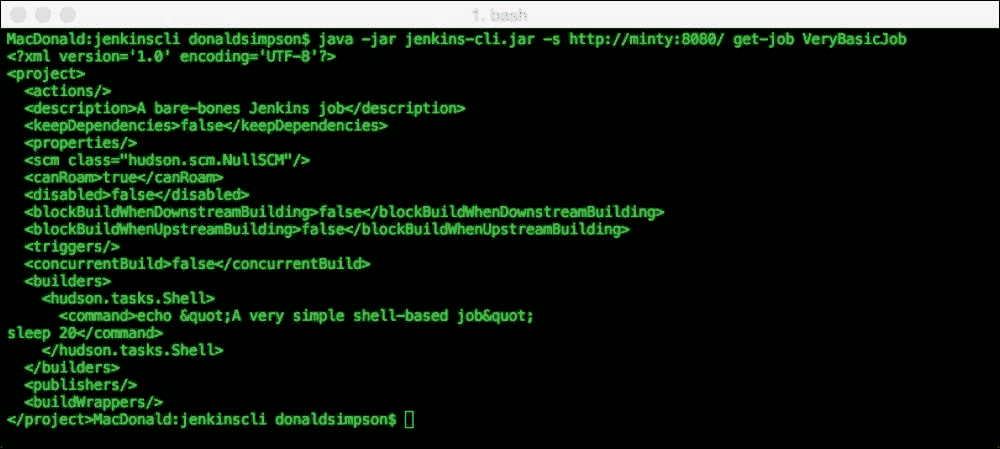 1. bash
MacDonald:jenkinscli donaldsimpson$ java -jar jenkins-cli.jar -s http://minty:8080/ get-job VeryBasicJob
<?xml version='1.0' encoding='UTF-8'?>
<project>
  <actions/>
  <description>A bare-bones Jenkins job</description>
  <keepDependencies>false</keepDependencies>
  <properties/>
  <scm class="hudson.scm.NullSCM"/>
  <canRoam>true</canRoam>
  <disabled>false</disabled>
  <blockBuildWhenDownstreamBuilding>false</blockBuildWhenDownstreamBuilding>
  <blockBuildWhenUpstreamBuilding>false</blockBuildWhenUpstreamBuilding>
  <triggers/>
  <concurrentBuild>false</concurrentBuild>
  <builders>
    <hudson.tasks.Shell>
      <command>echo &quot;A very simple shell-based job&quot;
sleep 20</command>
    </hudson.tasks.Shell>
  </builders>
  <publishers/>
  <buildWrappers/>
</project>MacDonald:jenkinscli donaldsimpson$